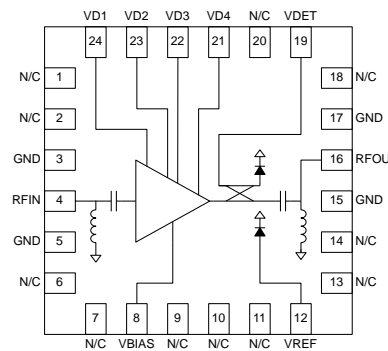 VD1 VD2 VD3 VD4 N/C VDET
24 23 22 21 20 19
N/C 1 18 N/C
N/C 2 17 GND
GND 3 16 RFOU
RFIN 4 15 GND
GND 5 14 N/C
N/C 6 13 N/C
7 8 9 10 11 12
N/C VBIAS N/C N/C N/C VREF